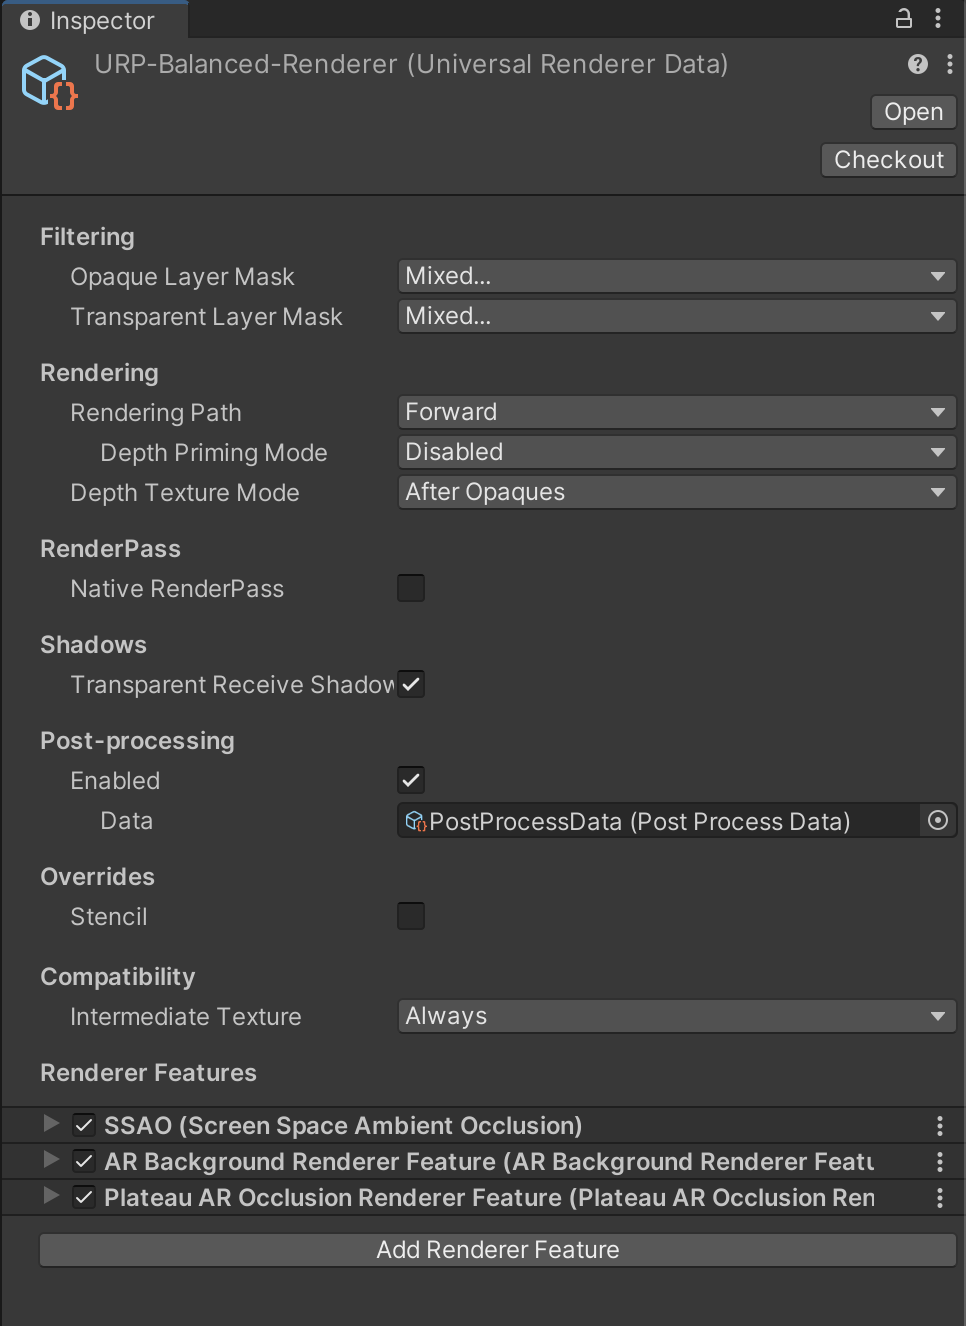 Inspector
URP-Balanced-Renderer (Universal Renderer Data)
Open
Checkout
Filtering
Opaque Layer Mask Mixed...
Transparent Layer Mask Mixed...
Rendering
Rendering Path Forward
Depth Priming Mode Disabled
Depth Texture Mode After Opaques
RenderPass
Native RenderPass
Shadows
Transparent Receive Shadow
Post-processing
Enabled
Data PostProcessData (Post Process Data)
Overrides
Stencil
Compatibility
Intermediate Texture Always
Renderer Features
SSAO (Screen Space Ambient Occlusion)
AR Background Renderer Feature (AR Background Renderer Featu
Plateau AR Occlusion Renderer Feature (Plateau AR Occlusion Ren
Add Renderer Feature